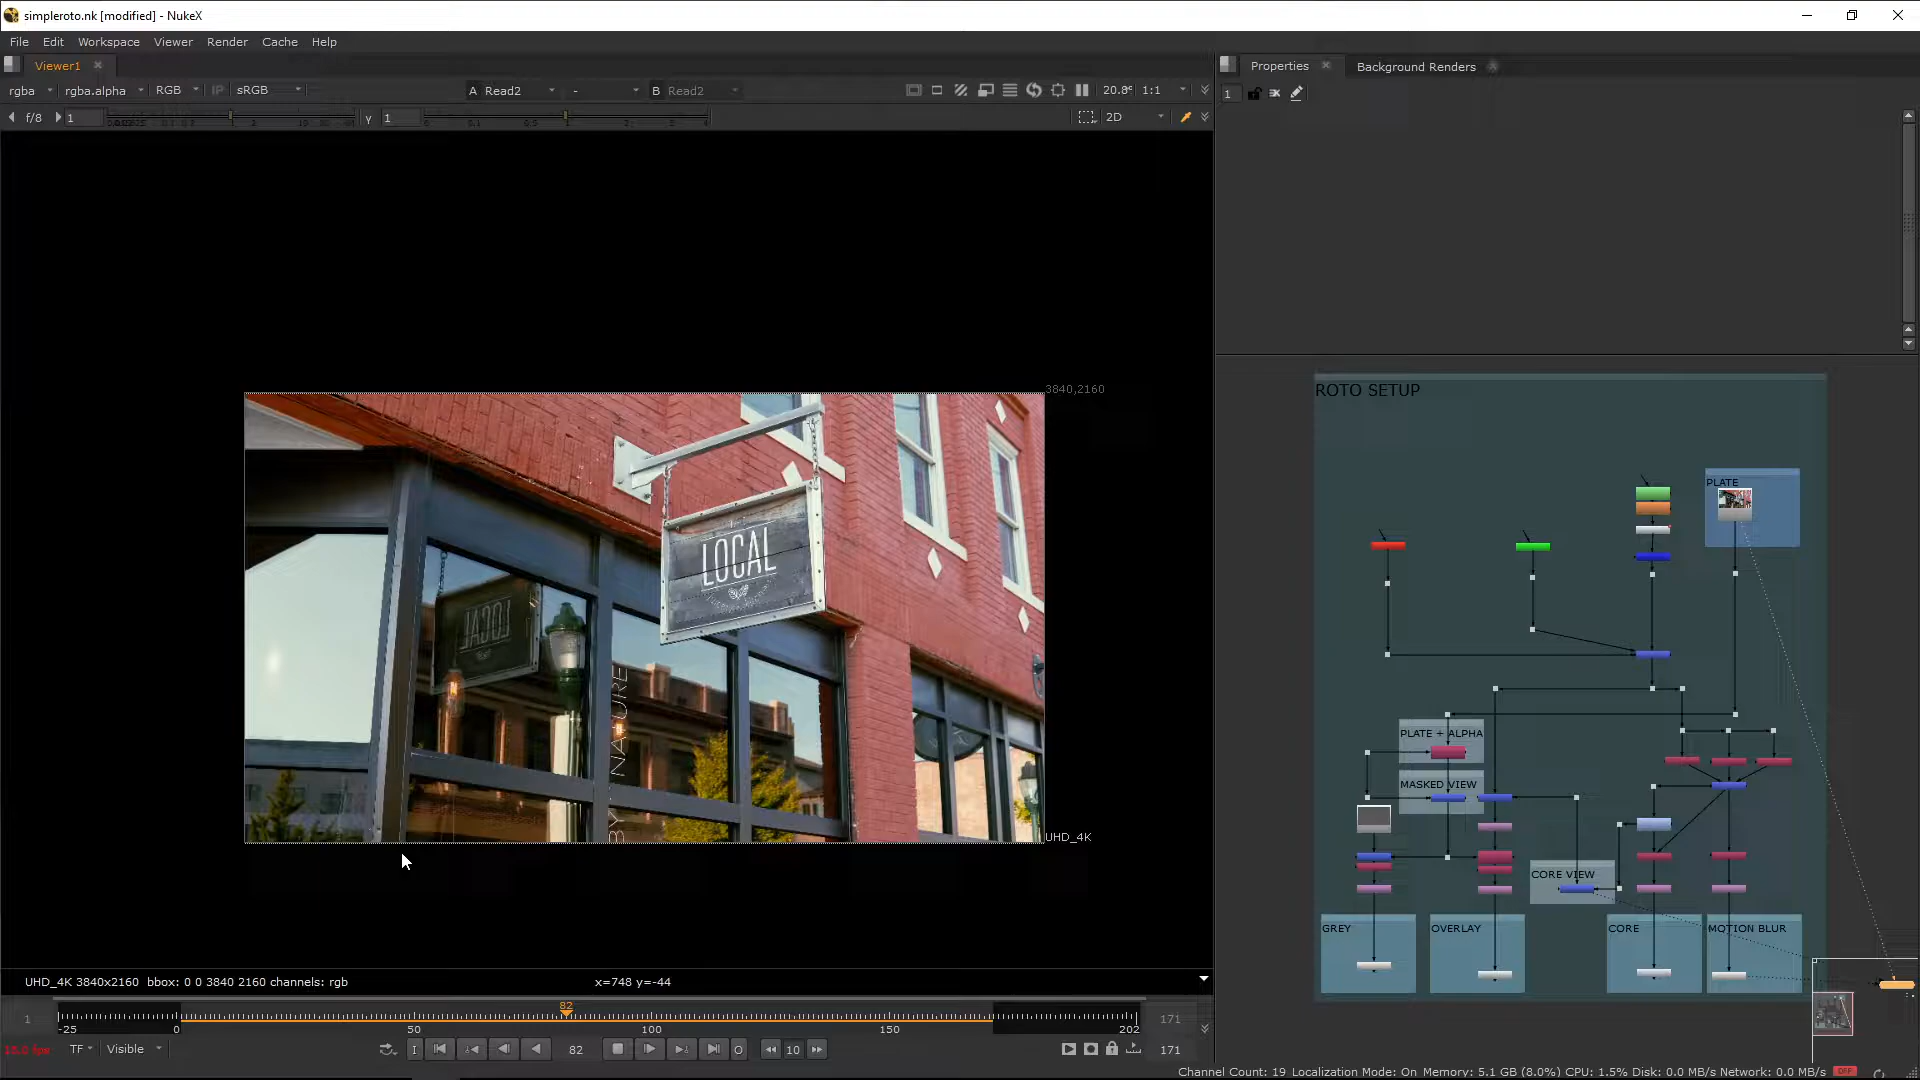 simpleroto.nk [modified] - NukeX
File Edit Workspace Viewer Render Cache Help
Viewer1
Properties
Background Renders
rgba rgba.alpha RGB IP sRGB A Read2 - B Read2 1:1
1
f/8 1 y 1 2D
3840,2160
LOCAL
LOCAL
BY NATURE
UHD_4K
ROTO SETUP
PLATE
PLATE + ALPHA
MASKED VIEW
CORE VIEW
GREY
OVERLAY
CORE
MOTION BLUR
UHD_4K 3840x2160 bbox: 0 0 3840 2160 channels: rgb
x=748 y=-44
82
1
-25 0 50 100 150 202
171
TF Visible
I
82
O
10
171
Channel Count: 19 Localization Mode: On Memory: 5.1 GB (8.0%) CPU: 1.5% Disk: 0.0 MB/s Network: 0.0 MB/s OFF